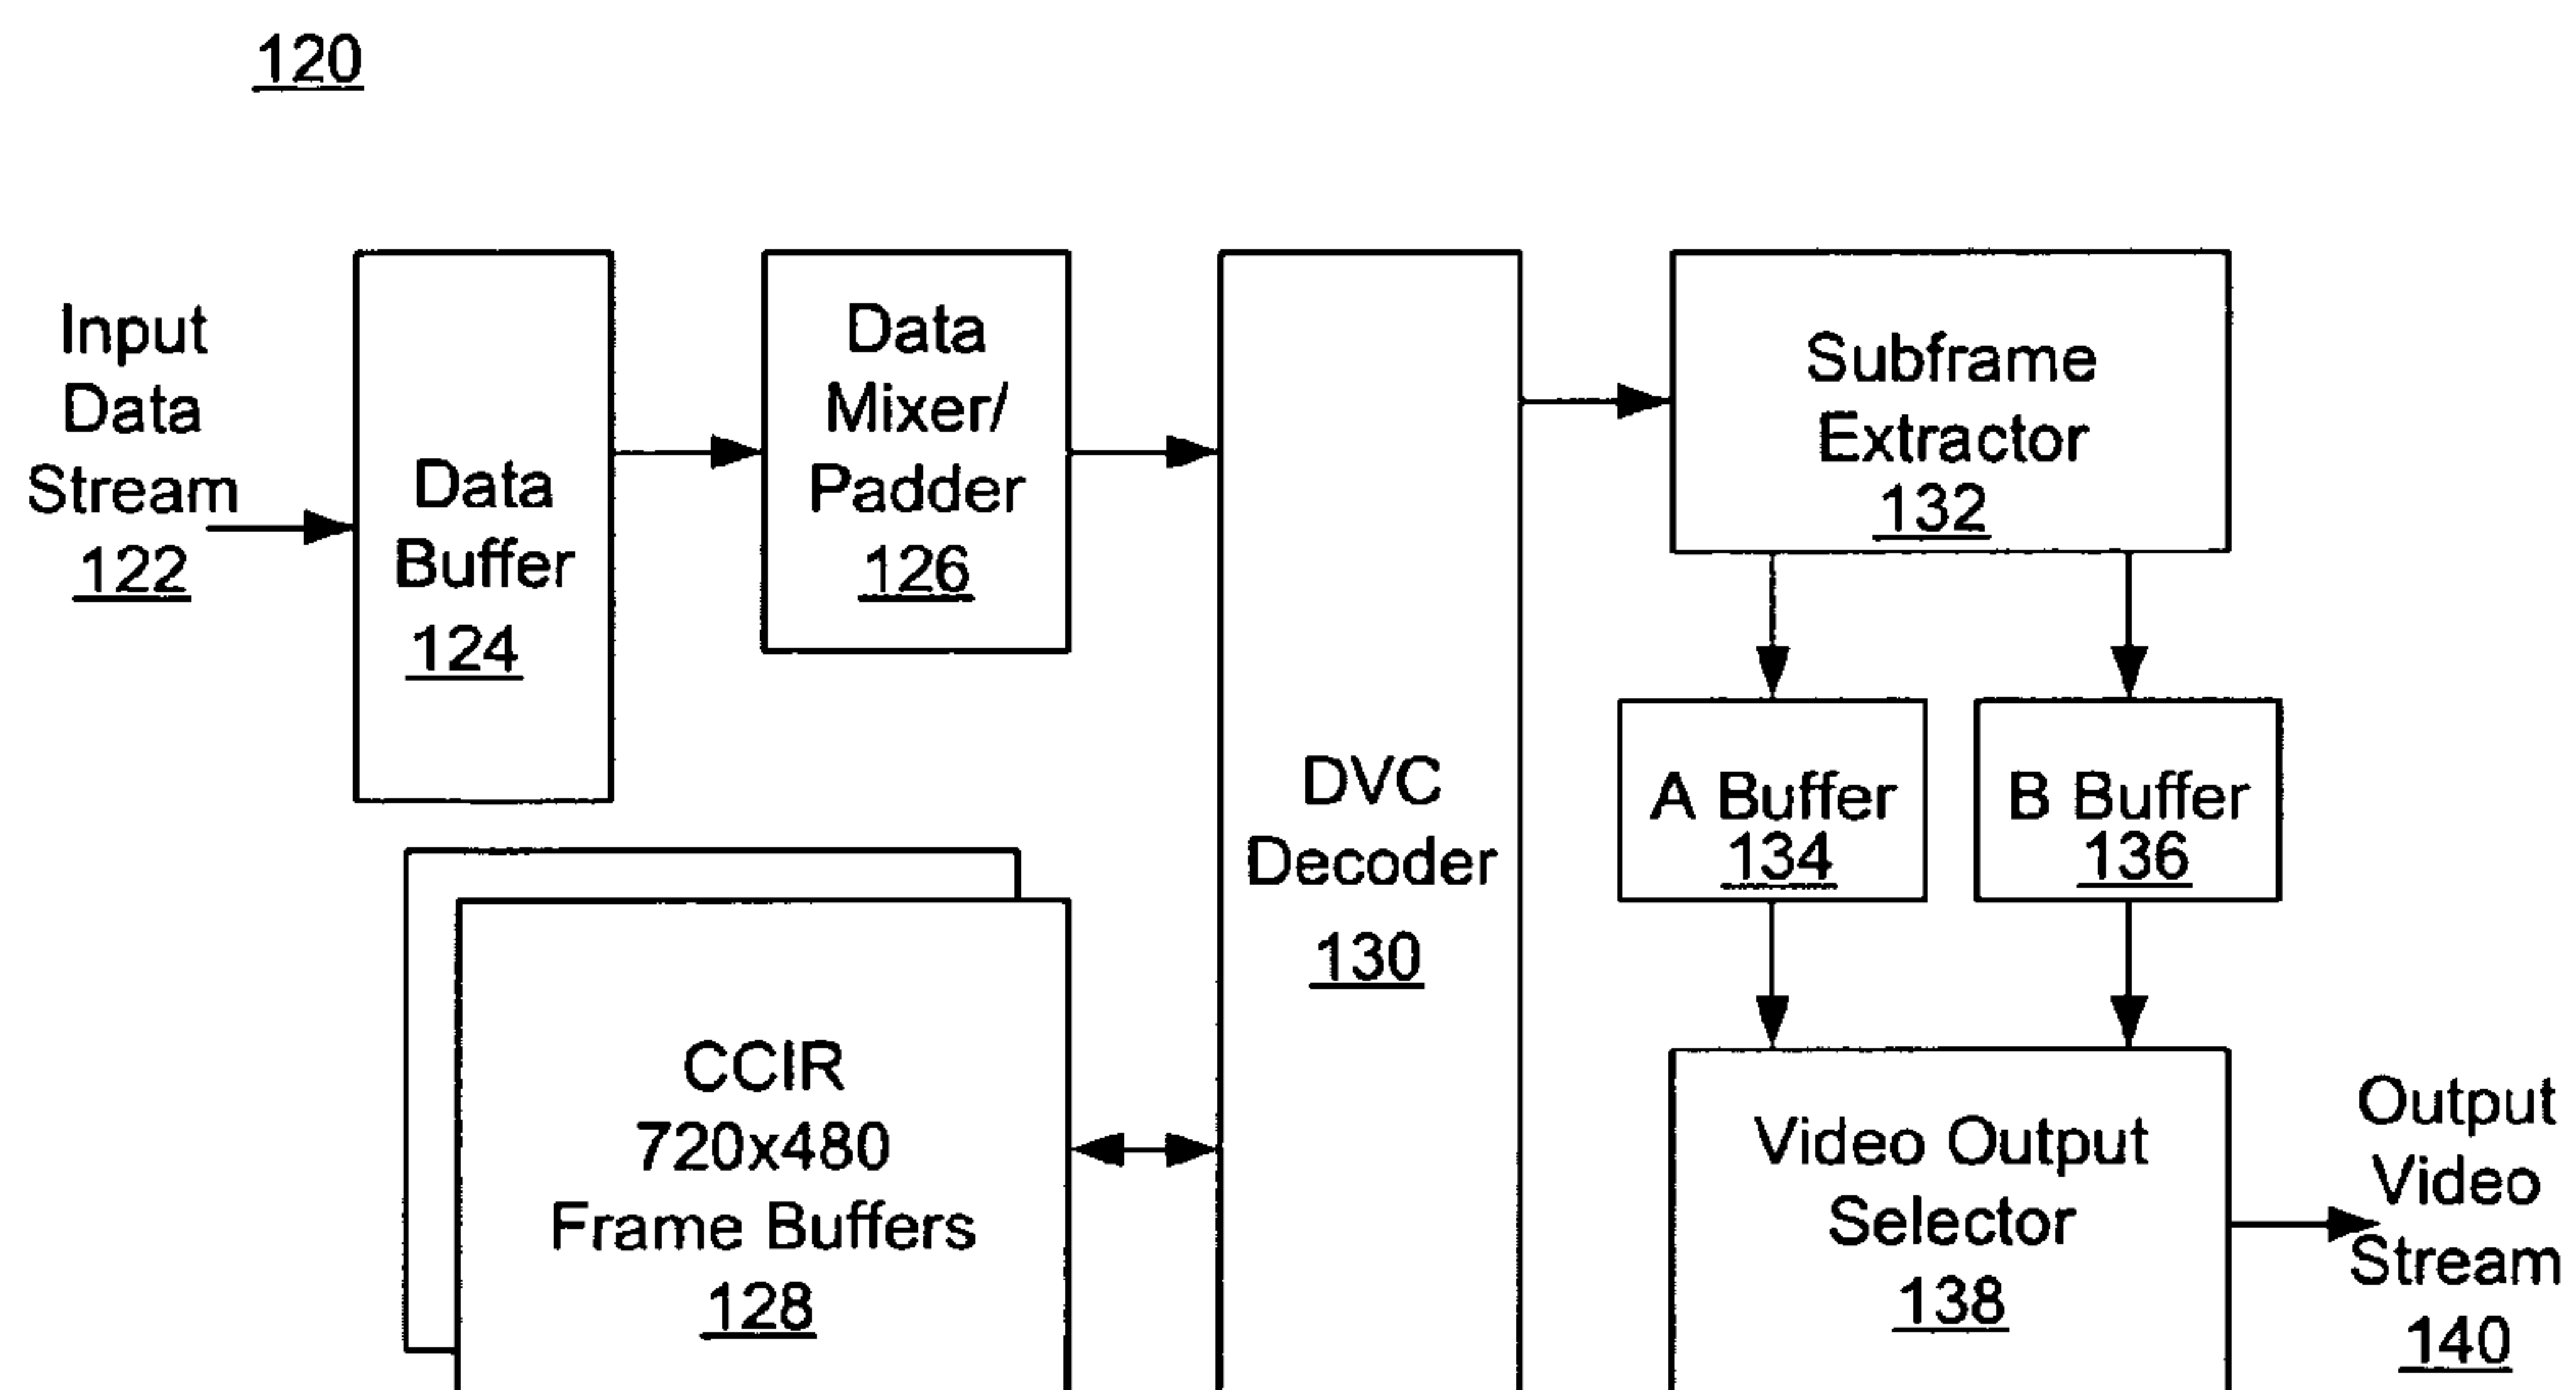 120
Input
Data
Stream
122
Data
Buffer
124
Data
Mixer/
Padder
126
DVC
Decoder
130
Subframe
Extractor
132
A Buffer
134
B Buffer
136
CCIR
720x480
Frame Buffers
128
Video Output
Selector
138
Output
Video
Stream
140